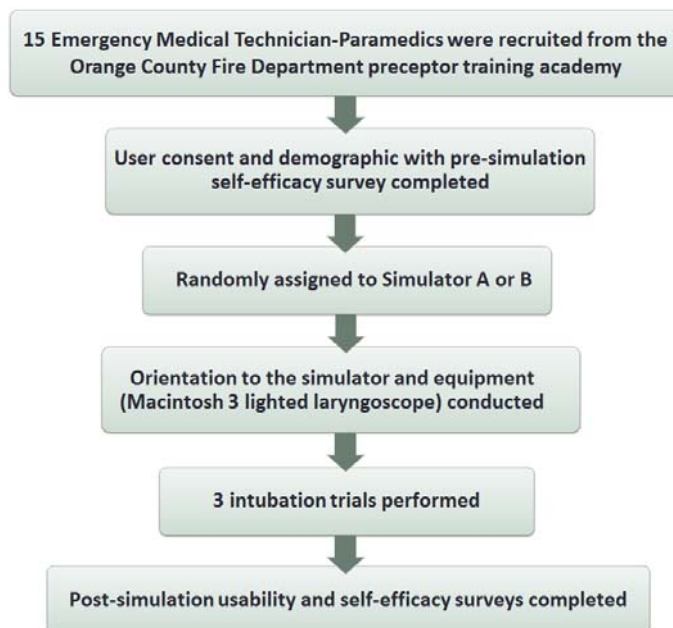 15 Emergency Medical Technician-Paramedics were recruited from the
Orange County Fire Department preceptor training academy
User consent and demographic with pre-simulation
self-efficacy survey completed
Randomly assigned to Simulator A or B
Orientation to the simulator and equipment
(Macintosh 3 lighted laryngoscope) conducted
3 intubation trials performed
Post-simulation usability and self-efficacy surveys completed